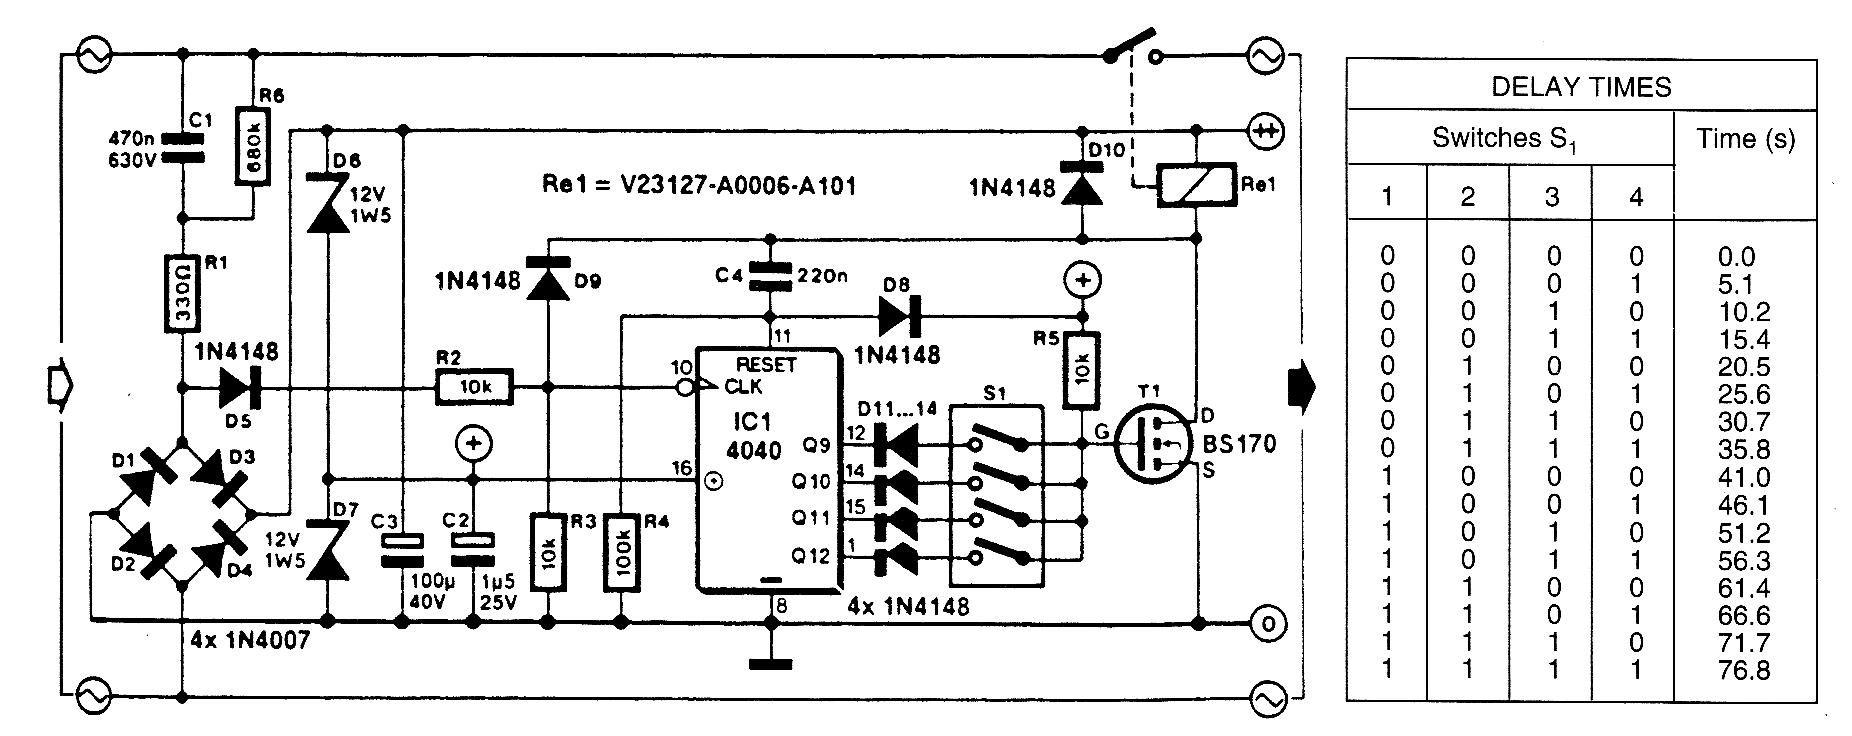 R6
C1
470n
630V
680k
R1
330Ω
1N4148
D5
D1
D3
D2
D4
4x 1N4007
D6
12V
1W5
D7
12V
1W5
C3
100µ
40V
C2
1µ5
25V
+
Re1 = V23127-A0006-A101
1N4148
D9
R2
10k
R3
10k
R4
100k
C4
220n
D8
1N4148
11
RESET
10
CLK
IC1
4040
16
Q9
12
Q10
14
Q11
15
Q12
1
8
D11...14
4x 1N4148
S1
+
R5
10k
T1
G
D
S
BS170
D10
1N4148
Re1
++
0
DELAY TIMES
Switches S1 Time (s)
1 2 3 4
0 0 0 0 0.0
0 0 0 1 5.1
0 0 1 0 10.2
0 0 1 1 15.4
0 1 0 0 20.5
0 1 0 1 25.6
0 1 1 0 30.7
0 1 1 1 35.8
1 0 0 0 41.0
1 0 0 1 46.1
1 0 1 0 51.2
1 0 1 1 56.3
1 1 0 0 61.4
1 1 0 1 66.6
1 1 1 0 71.7
1 1 1 1 76.8